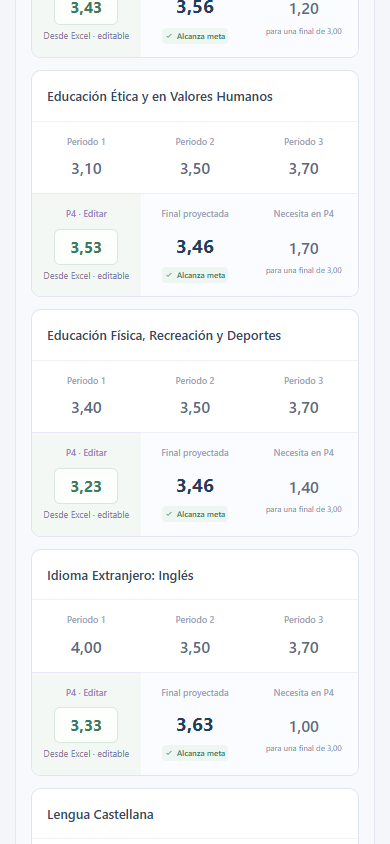 3,43
3,56
1,20
Desde Excel · editable
✓ Alcanza meta
para una final de 3,00
Educación Ética y en Valores Humanos
Periodo 1
Periodo 2
Periodo 3
3,10
3,50
3,70
P4 · Editar
Final proyectada
Necesita en P4
3,53
3,46
1,70
Desde Excel · editable
✓ Alcanza meta
para una final de 3,00
Educación Física, Recreación y Deportes
Periodo 1
Periodo 2
Periodo 3
3,40
3,50
3,70
P4 · Editar
Final proyectada
Necesita en P4
3,23
3,46
1,40
Desde Excel · editable
✓ Alcanza meta
para una final de 3,00
Idioma Extranjero: Inglés
Periodo 1
Periodo 2
Periodo 3
4,00
3,50
3,70
P4 · Editar
Final proyectada
Necesita en P4
3,33
3,63
1,00
Desde Excel · editable
✓ Alcanza meta
para una final de 3,00
Lengua Castellana